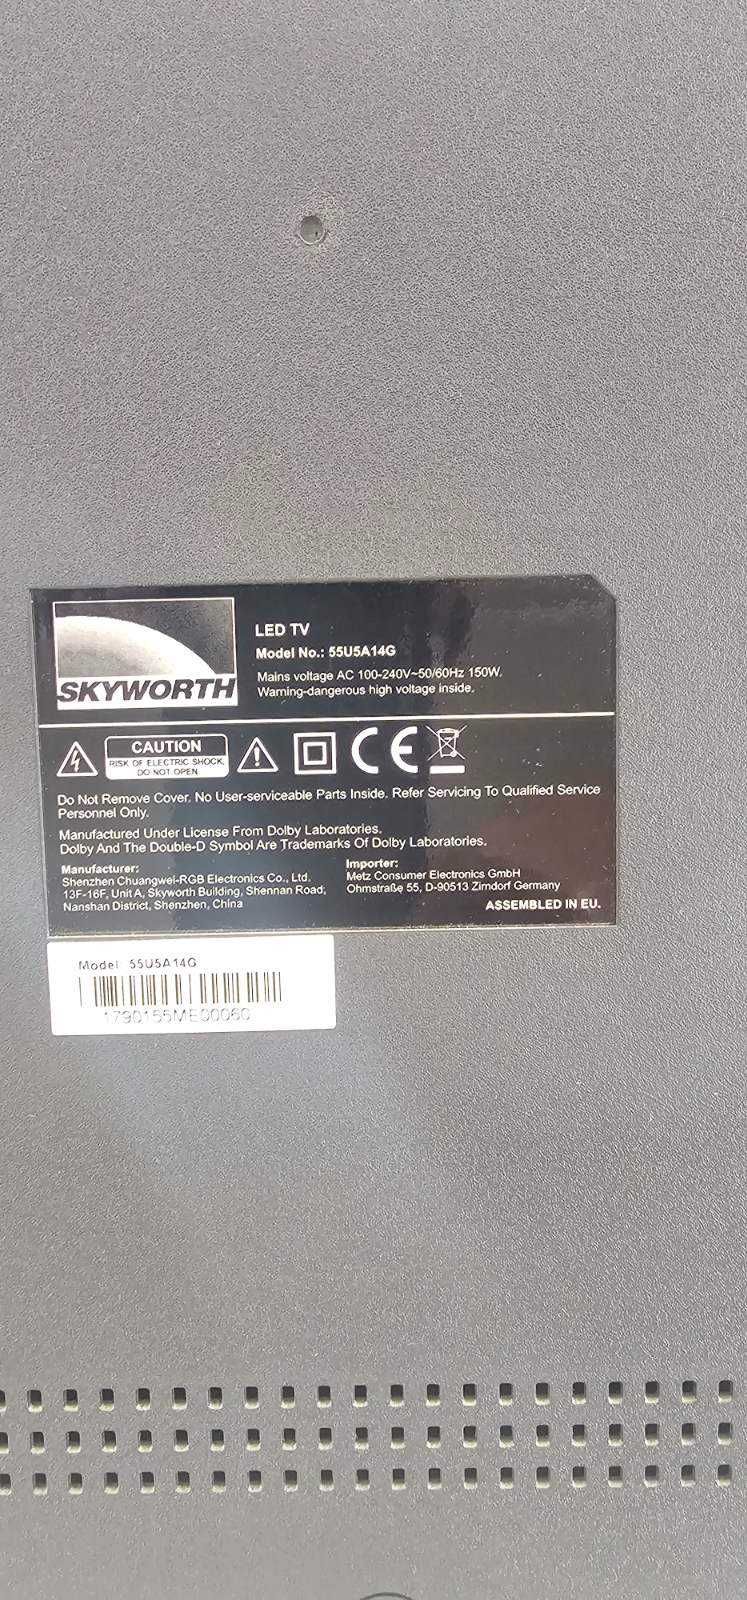 SKYWORTH
LED TV
Model No.: 55U5A14G
Mains voltage AC 100-240V~50/60Hz 150W.
Warning-dangerous high voltage inside.
CAUTION
RISK OF ELECTRIC SHOCK
DO NOT OPEN
CE
Do Not Remove Cover. No User-serviceable Parts Inside. Refer Servicing To Qualified Service
Personnel Only.
Manufactured Under License From Dolby Laboratories.
Dolby And The Double-D Symbol Are Trademarks Of Dolby Laboratories.
Manufacturer:
Shenzhen Chuangwei-RGB Electronics Co., Ltd.
13F-16F, Unit A, Skyworth Building, Shennan Road,
Nanshan District, Shenzhen, China
Importer:
Metz Consumer Electronics GmbH
Ohmstraße 55, D-90513 Zirndorf Germany
ASSEMBLED IN EU.
Model 55U5A14G
1790155ME00060